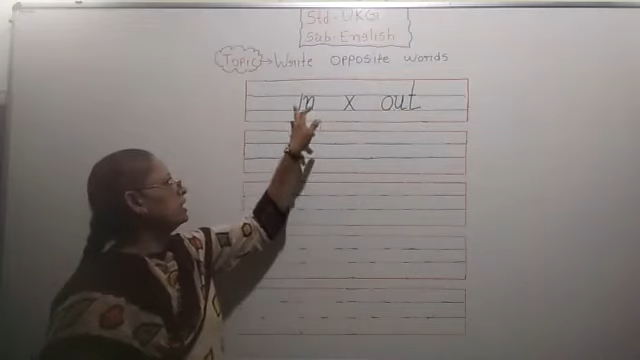 Std-UKG
Sub-English
Topic → Write opposite words
in x out